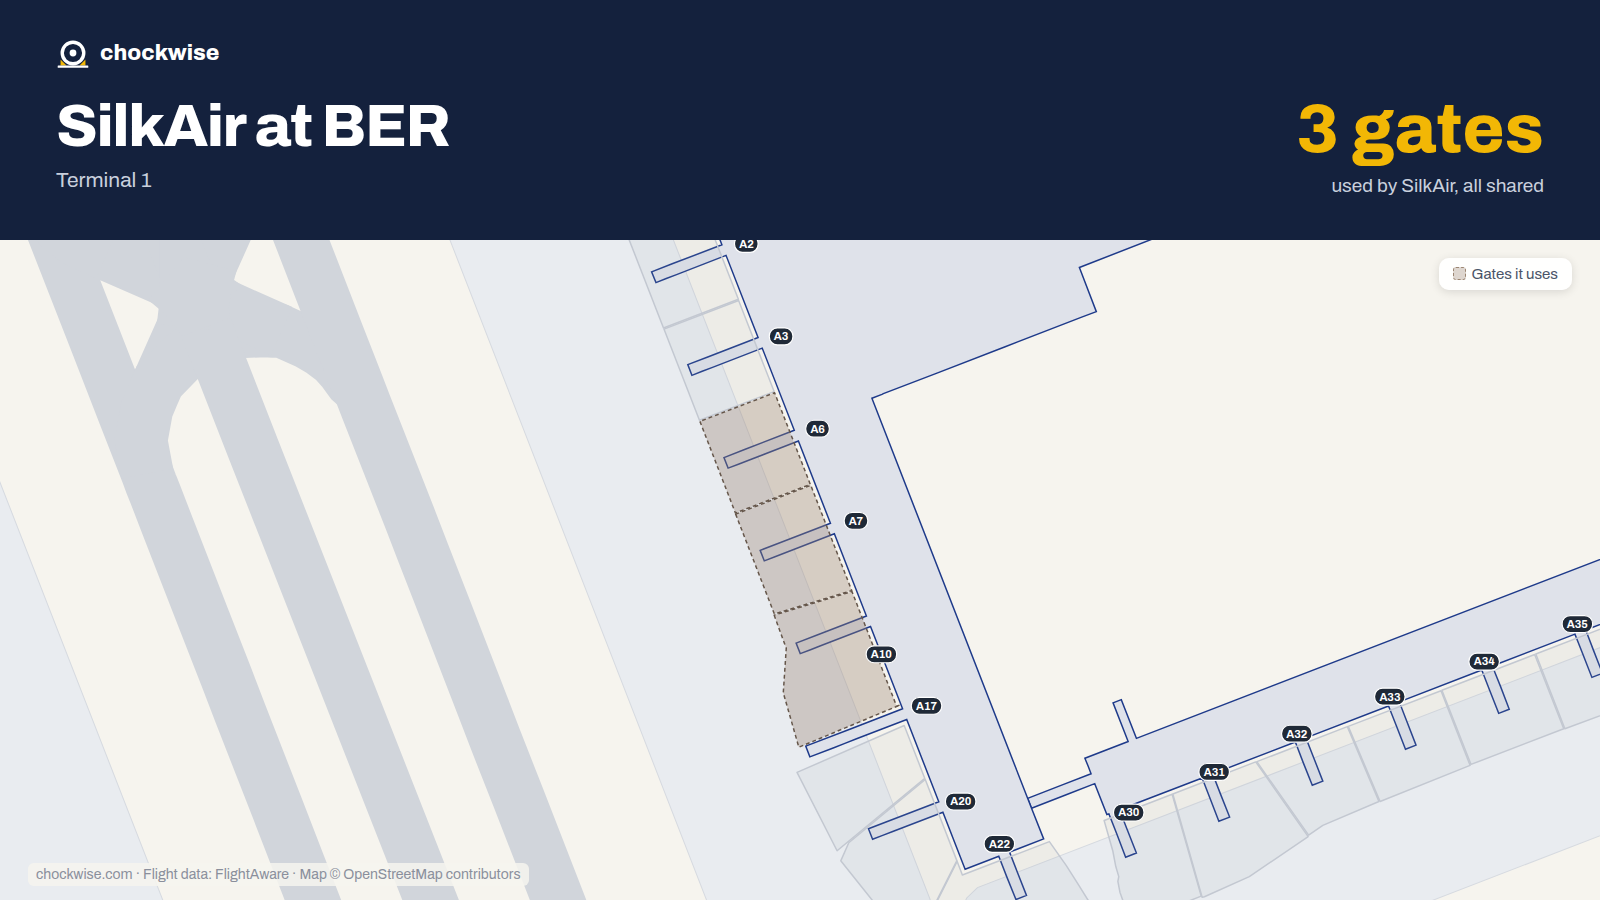 chockwise
SilkAir at BER
Terminal 1
3 gates
used by SilkAir, all shared
Gates it uses
A2
A3
A6
A7
A10
A17
A20
A22
A30
A31
A32
A33
A34
A35
chockwise.com · Flight data: FlightAware · Map © OpenStreetMap contributors